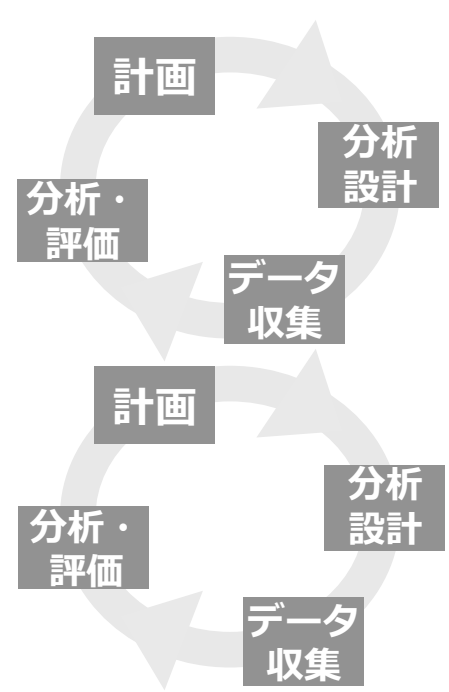 計画
分析
設計
分析・
評価
データ
収集
計画
分析
設計
分析・
評価
データ
収集